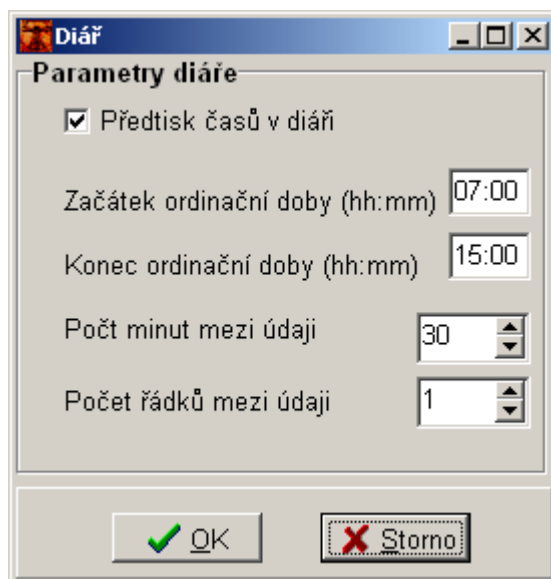 Diář
Parametry diáře
Předtisk časů v diáři
Začátek ordinační doby (hh:mm) 07:00
Konec ordinační doby (hh:mm) 15:00
Počt minut mezi údaji 30
Počet řádků mezi údaji 1
OK Storno